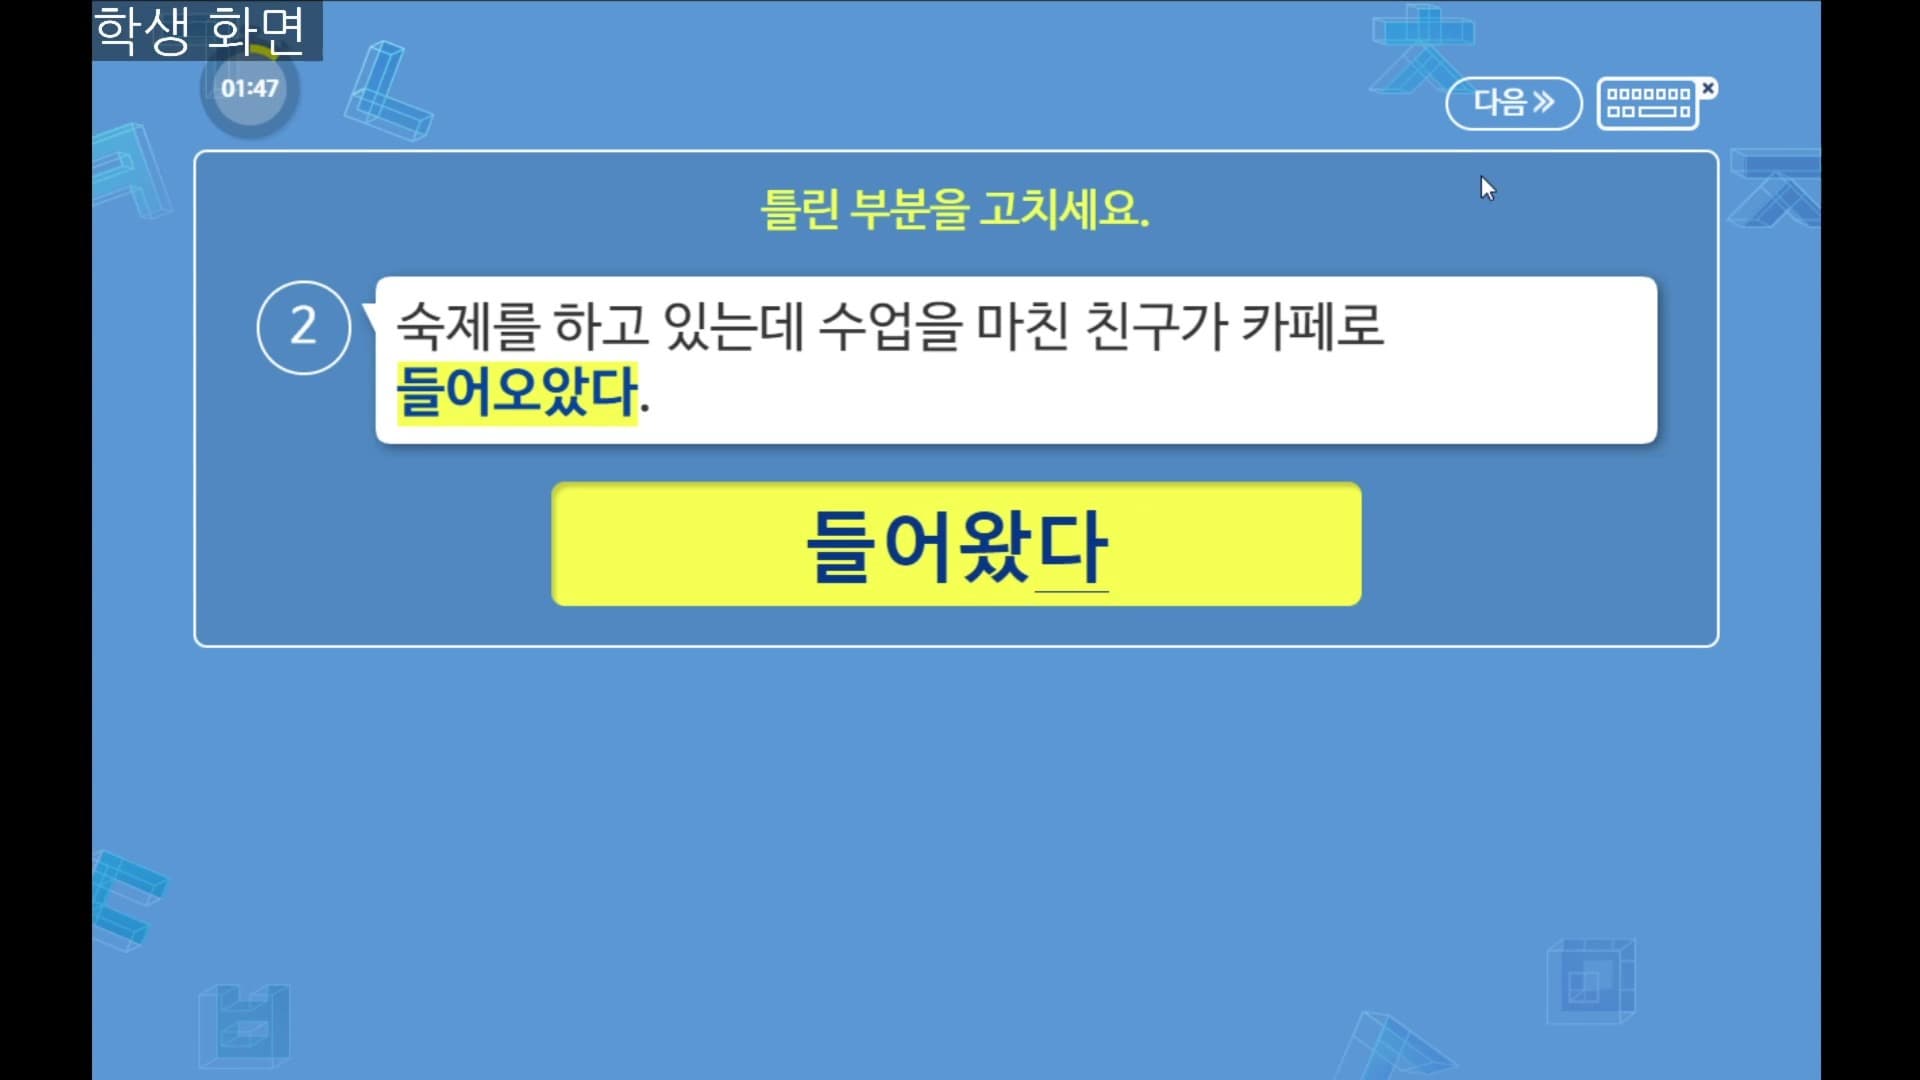 학생 화면
01:47
다음 »
틀린 부분을 고치세요.
2
숙제를 하고 있는데 수업을 마친 친구가 카페로
들어오았다.
들어왔다